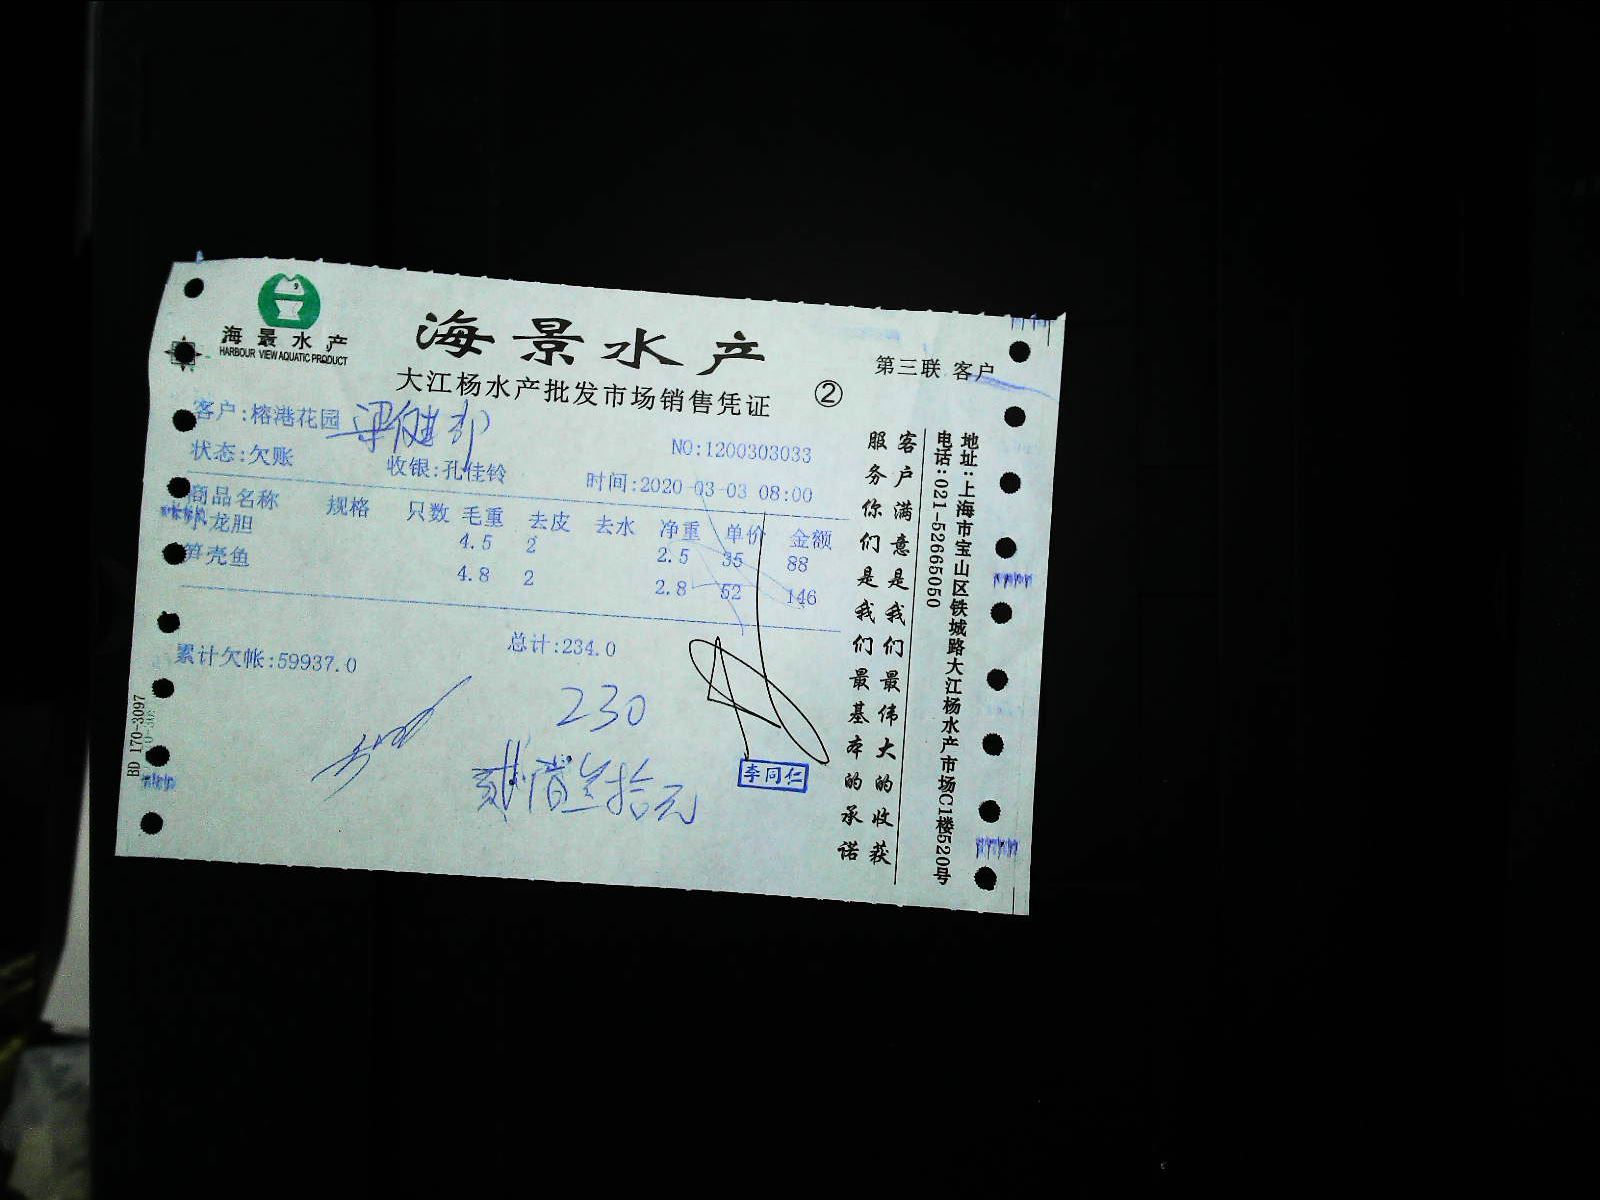 海景水产
HARBOUR VIEW AQUATIC PRODUCT
海景水产
大江杨水产批发市场销售凭证
②
第三联 客户
客户:榕港花园
NO:1200303033
状态:欠账 收银:孔佳铃 时间:2020-03-03 08:00
商品名称 规格 只数 毛重 去皮 去水 净重 单价 金额
龙胆 4.5 2 2.5 35 88
笋壳鱼 4.8 2 2.8 52 146
总计:234.0
累计欠帐:59937.0
230
贰佰叁拾元
李同仁
BD 170-3097
客户满意是我们最伟大的收获
服务你们是我们最基本的承诺
地址:上海市宝山区铁城路大江杨水产市场C1楼520号
电话:021-52665050